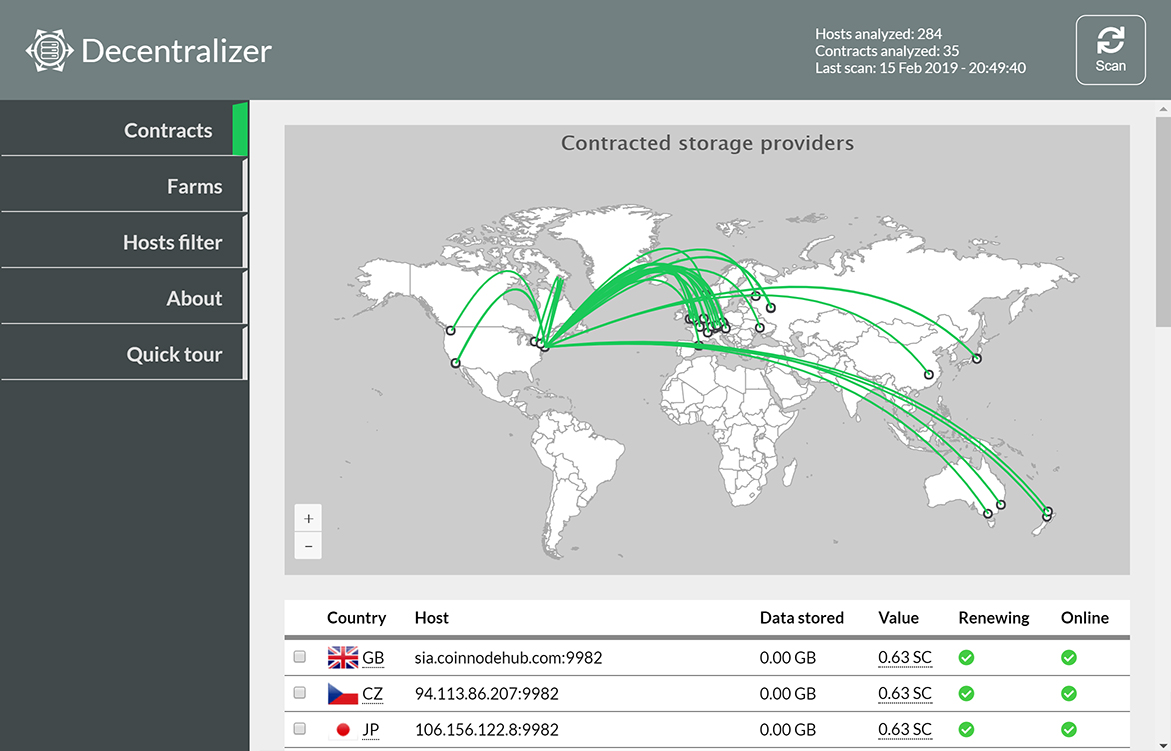 Decentralizer
Hosts analyzed: 284
Contracts analyzed: 35
Last scan: 15 Feb 2019 - 20:49:40
Scan
Contracts
Farms
Hosts filter
About
Quick tour
Contracted storage providers
+
−
Country Host Data stored Value Renewing Online
GB sia.coinnodehub.com:9982 0.00 GB 0.63 SC
CZ 94.113.86.207:9982 0.00 GB 0.63 SC
JP 106.156.122.8:9982 0.00 GB 0.63 SC